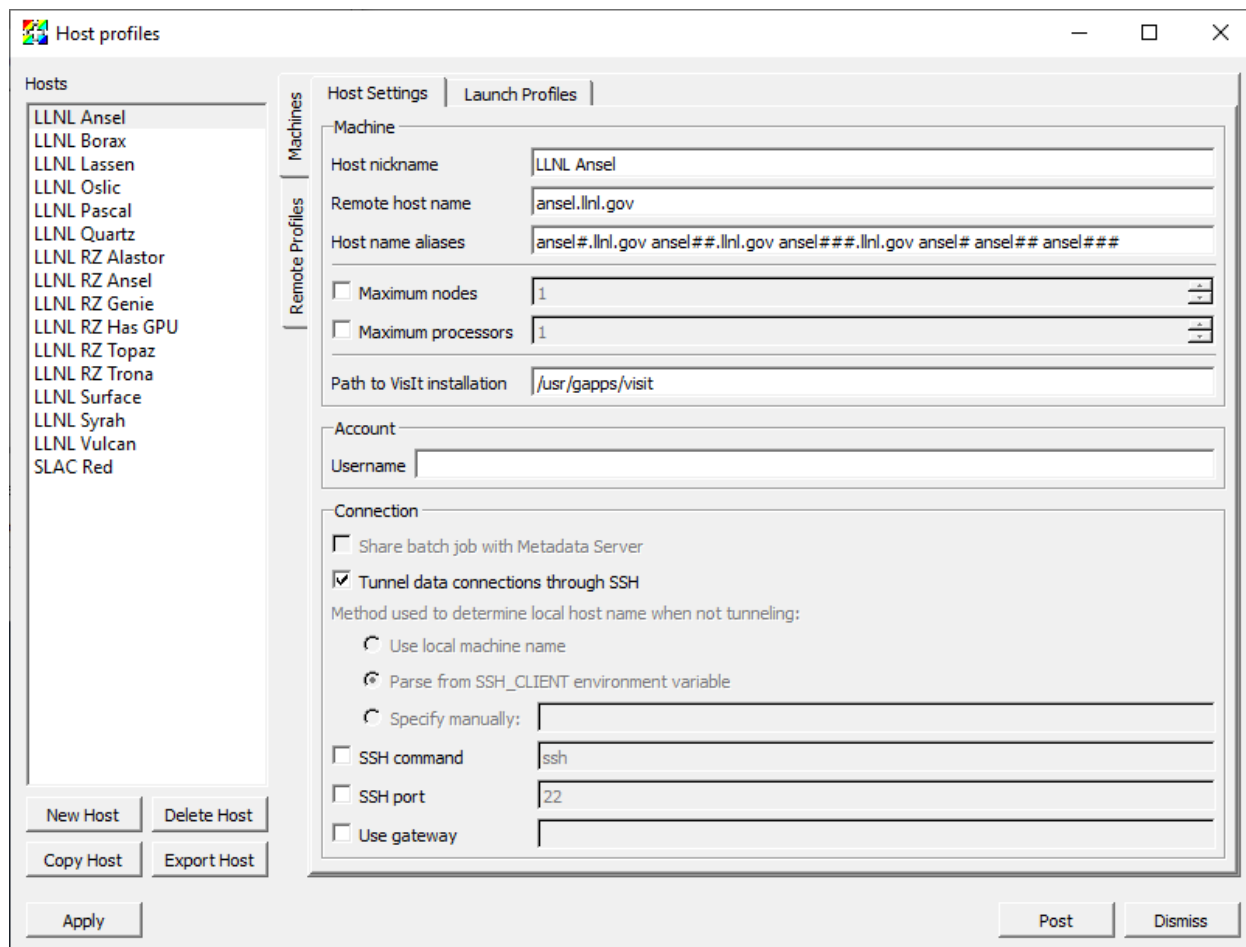 Host profiles
Hosts
LLNL Ansel
LLNL Borax
LLNL Lassen
LLNL Oslic
LLNL Pascal
LLNL Quartz
LLNL RZ Alastor
LLNL RZ Ansel
LLNL RZ Genie
LLNL RZ Has GPU
LLNL RZ Topaz
LLNL RZ Trona
LLNL Surface
LLNL Syrah
LLNL Vulcan
SLAC Red
New Host Delete Host
Copy Host Export Host
Machines
Remote Profiles
Host Settings Launch Profiles
Machine
Host nickname LLNL Ansel
Remote host name ansel.llnl.gov
Host name aliases ansel#.llnl.gov ansel##.llnl.gov ansel###.llnl.gov ansel# ansel## ansel###
Maximum nodes 1
Maximum processors 1
Path to VisIt installation /usr/gapps/visit
Account
Username
Connection
Share batch job with Metadata Server
Tunnel data connections through SSH
Method used to determine local host name when not tunneling:
Use local machine name
Parse from SSH_CLIENT environment variable
Specify manually:
SSH command ssh
SSH port 22
Use gateway
Apply Post Dismiss